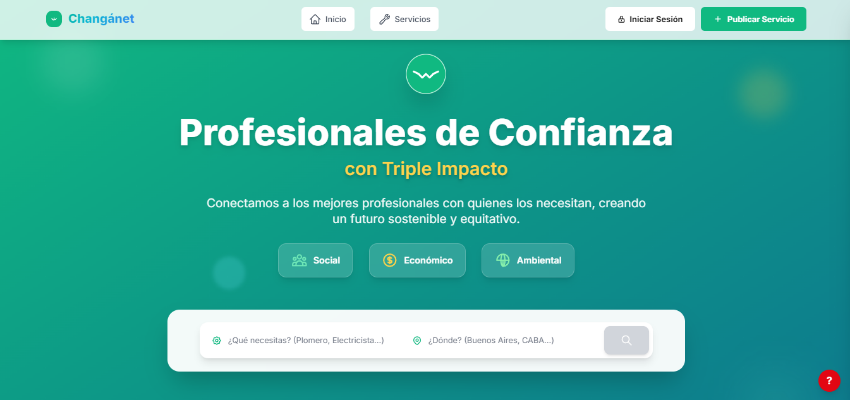 Changánet
Inicio
Servicios
Iniciar Sesión
Publicar Servicio
Profesionales de Confianza
con Triple Impacto
Conectamos a los mejores profesionales con quienes los necesitan, creando
un futuro sostenible y equitativo.
Social
Económico
Ambiental
¿Qué necesitas? (Plomero, Electricista...)
¿Dónde? (Buenos Aires, CABA...)
?